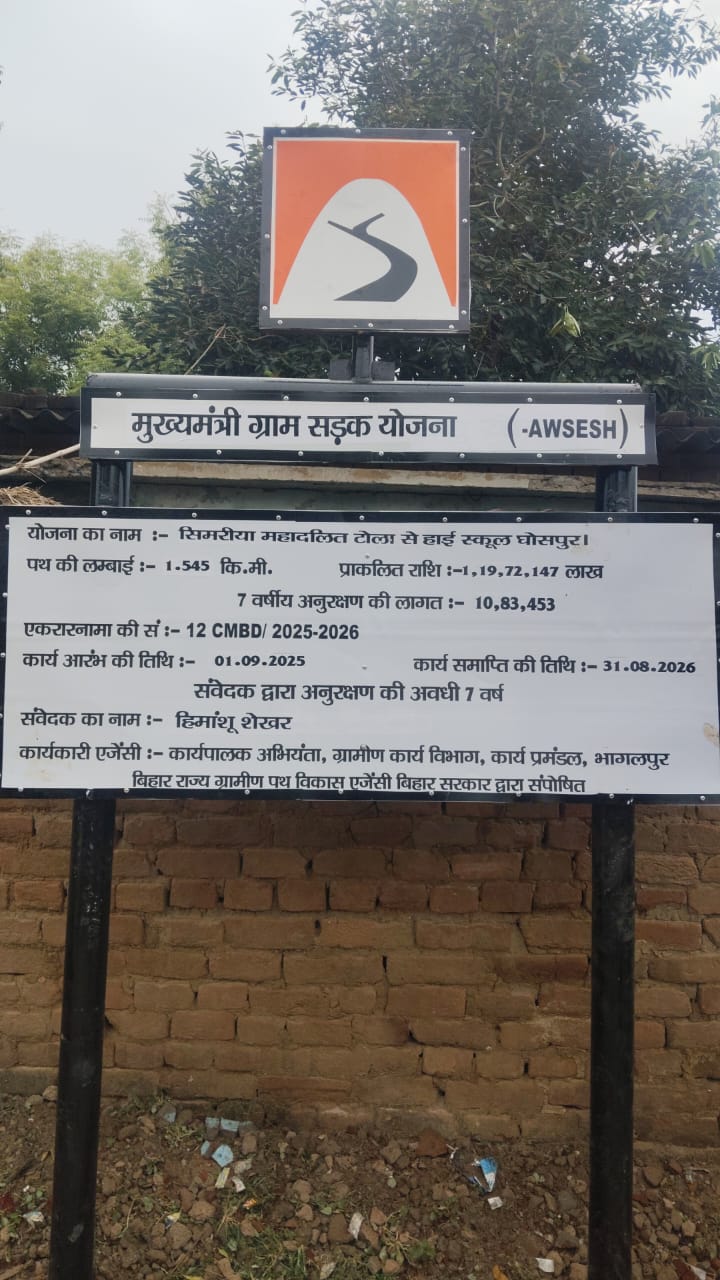 मुख्यमंत्री ग्राम सड़क योजना (-AWSESH)
योजना का नाम :- सिमरीया महादलित टोला से हाई स्कूल घोसपुर।
पथ की लम्बाई :- 1.545 कि.मी. प्राकलित राशि :-1,19,72,147 लाख
7 वर्षीय अनुरक्षण की लागत :- 10,83,453
एकरारनामा की सं :- 12 CMBD/ 2025-2026
कार्य आरंभ की तिथि :- 01.09.2025 कार्य समाप्ति की तिथि :- 31.08.2026
संवेदक द्वारा अनुरक्षण की अवधी 7 वर्ष
संवेदक का नाम :- हिमांशू शेखर
कार्यकारी एजेंसी :- कार्यपालक अभियंता, ग्रामीण कार्य विभाग, कार्य प्रमंडल, भागलपुर
बिहार राज्य ग्रामीण पथ विकास एजेंसी बिहार सरकार द्वारा संपोषित